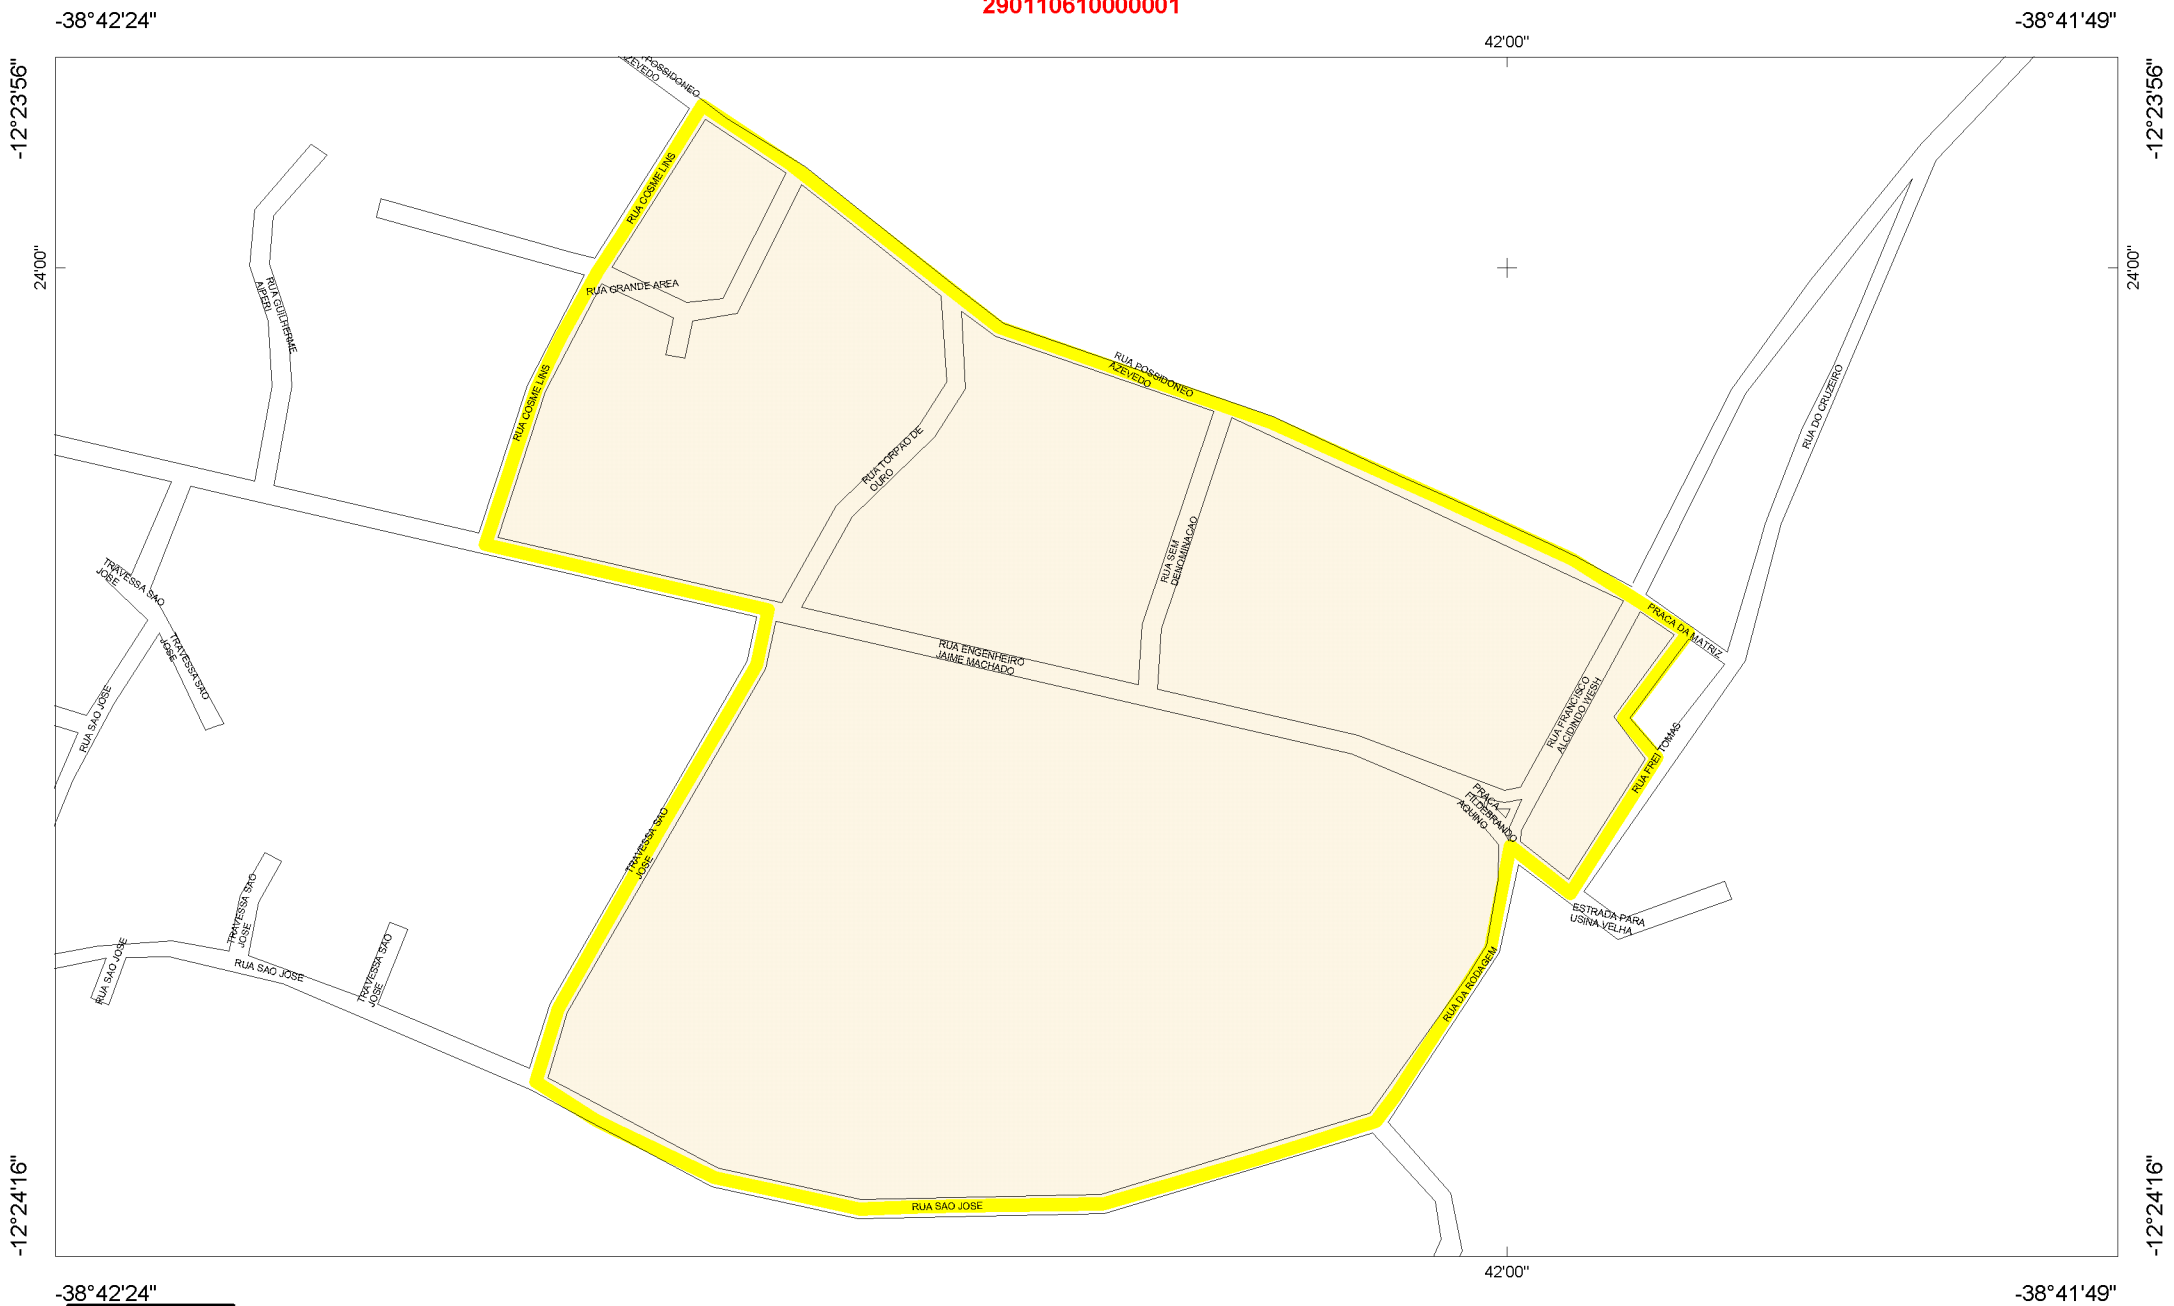 290110610000001
-38°42'24"
-38°41'49"
42'00"
-12°23'56"
-12°23'56"
POSSIDONEO
AZEVEDO
RUA COSME LINS
24'00"
24'00"
RUA GRANDE AREA
RUA GUILHERME
AIPERI
RUA COSME LINS
RUA POSSIDONEO
AZEVEDO
RUA DO CRUZEIRO
RUA TORPAO DE
OURO
RUA SEM
DENOMINACAO
TRAVESSA SAO
JOSE
TRAVESSA SAO
JOSE
RUA SAO JOSE
PRACA DA MATRIZ
RUA ENGENHEIRO
JAIME MACHADO
RUA FRANCISCO
ALCIDINDO WESH
RUA FREI TOMAS
PRACA
FILDEBRANDO
AQUINO
TRAVESSA SAO
JOSE
TRAVESSA SAO
JOSE
ESTRADA PARA
USINA VELHA
RUA SAO JOSE
RUA SAO JOSE
TRAVESSA SAO
JOSE
RUA DA RODAGEM
RUA SAO JOSE
-12°24'16"
-12°24'16"
42'00"
-38°42'24"
-38°41'49"